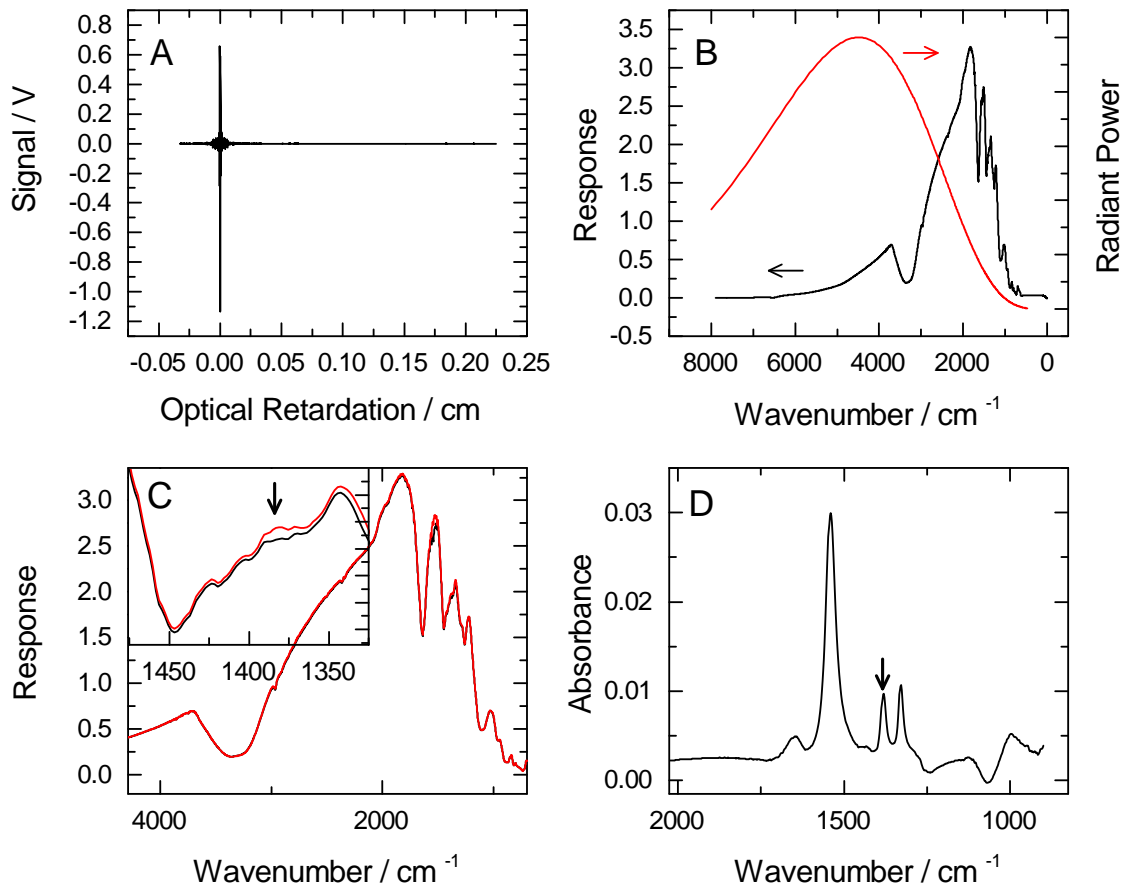 A
Signal / V
0.8
0.6
0.4
0.2
0.0
-0.2
-0.4
-0.6
-0.8
-1.0
-1.2
-0.05 0.00 0.05 0.10 0.15 0.20 0.25
Optical Retardation / cm
B
Response
3.5
3.0
2.5
2.0
1.5
1.0
0.5
0.0
-0.5
8000 6000 4000 2000 0
Wavenumber / cm -1
Radiant Power
C
Response
3.0
2.5
2.0
1.5
1.0
0.5
0.0
1450 1400 1350
4000 2000
Wavenumber / cm -1
D
Absorbance
0.03
0.02
0.01
0.00
2000 1500 1000
Wavenumber / cm -1